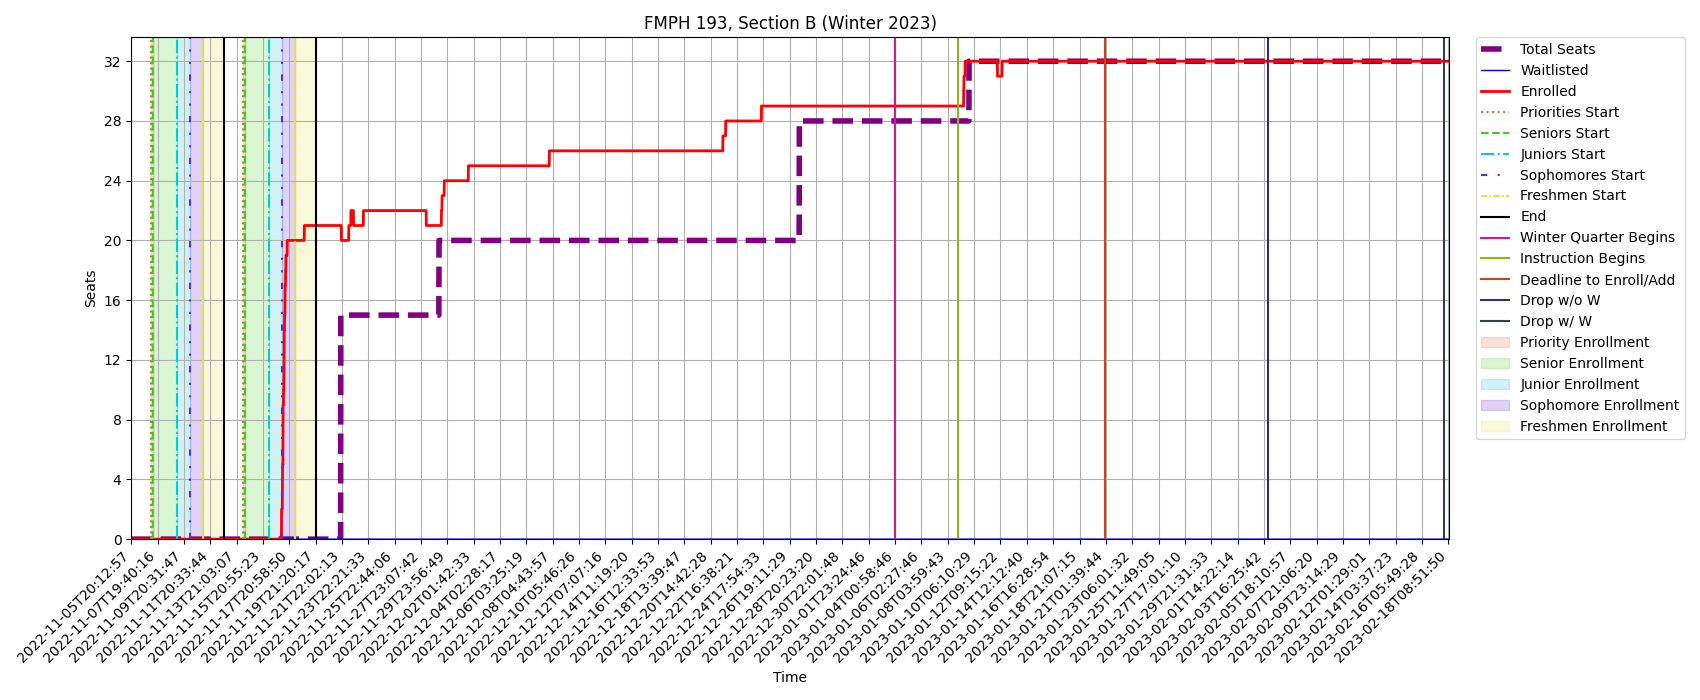 FMPH 193, Section B (Winter 2023)
Seats
32
28
24
20
16
12
8
4
0
2022-11-05T20:12:57
2022-11-07T19:40:16
2022-11-09T20:31:47
2022-11-11T20:33:44
2022-11-13T21:03:07
2022-11-15T20:55:23
2022-11-17T20:58:50
2022-11-19T21:20:17
2022-11-21T22:02:13
2022-11-23T22:21:33
2022-11-25T22:44:06
2022-11-27T23:07:42
2022-11-29T23:56:49
2022-12-02T01:42:33
2022-12-04T02:28:17
2022-12-06T03:25:19
2022-12-08T04:43:57
2022-12-10T05:46:26
2022-12-12T07:07:16
2022-12-14T11:19:20
2022-12-16T12:33:53
2022-12-18T13:39:47
2022-12-20T14:42:28
2022-12-22T16:38:21
2022-12-24T17:54:33
2022-12-26T19:11:29
2022-12-28T20:23:20
2022-12-30T22:01:48
2023-01-01T23:24:46
2023-01-04T00:58:46
2023-01-06T02:27:46
2023-01-08T03:59:43
2023-01-10T06:10:29
2023-01-12T09:15:22
2023-01-14T12:12:40
2023-01-16T16:28:54
2023-01-18T21:07:15
2023-01-21T01:39:44
2023-01-23T06:01:32
2023-01-25T11:49:05
2023-01-27T17:01:10
2023-01-29T21:31:33
2023-02-01T14:22:14
2023-02-03T16:25:42
2023-02-05T18:10:57
2023-02-07T21:06:20
2023-02-09T23:14:29
2023-02-12T01:29:01
2023-02-14T03:37:23
2023-02-16T05:49:28
2023-02-18T08:51:50
Time
Total Seats
Waitlisted
Enrolled
Priorities Start
Seniors Start
Juniors Start
Sophomores Start
Freshmen Start
End
Winter Quarter Begins
Instruction Begins
Deadline to Enroll/Add
Drop w/o W
Drop w/ W
Priority Enrollment
Senior Enrollment
Junior Enrollment
Sophomore Enrollment
Freshmen Enrollment